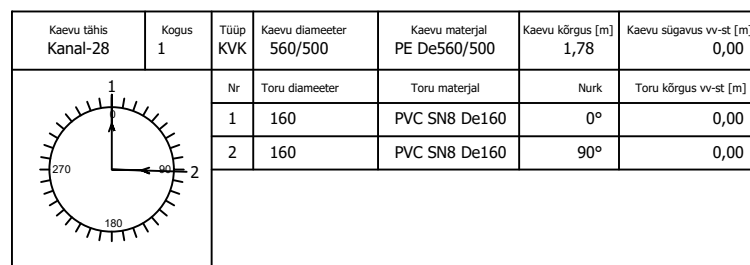 Kaevu tähis Kogus Tüüp Kaevu diameeter Kaevu materjal Kaevu kõrgus [m] Kaevu sügavus vv-st [m]
Kanal-28 1 KVK 560/500 PE De560/500 1,78 0,00
Nr Toru diameeter Toru materjal Nurk Toru kõrgus vv-st [m]
1 160 PVC SN8 De160 0° 0,00
2 160 PVC SN8 De160 90° 0,00
1
0
270 90 2
180